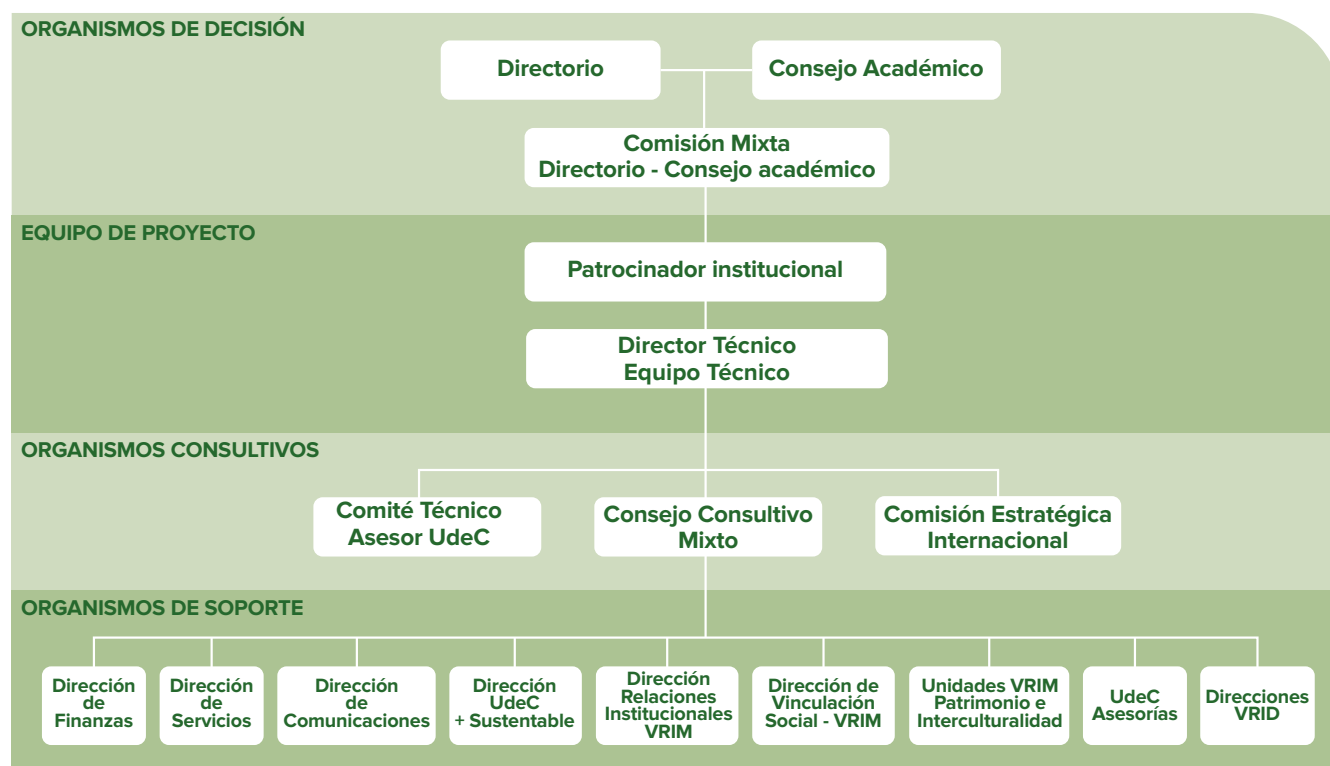 ORGANISMOS DE DECISIÓN
Directorio
Consejo Académico
Comisión Mixta
Directorio - Consejo académico
EQUIPO DE PROYECTO
Patrocinador institucional
Director Técnico
Equipo Técnico
ORGANISMOS CONSULTIVOS
Comité Técnico
Asesor UdeC
Consejo Consultivo
Mixto
Comisión Estratégica
Internacional
ORGANISMOS DE SOPORTE
Dirección
de
Finanzas
Dirección
de
Servicios
Dirección
de
Comunicaciones
Dirección
UdeC
+ Sustentable
Dirección
Relaciones
Institucionales
VRIM
Dirección de
Vinculación
Social - VRIM
Unidades VRIM
Patrimonio e
Interculturalidad
UdeC
Asesorías
Direcciones
VRID